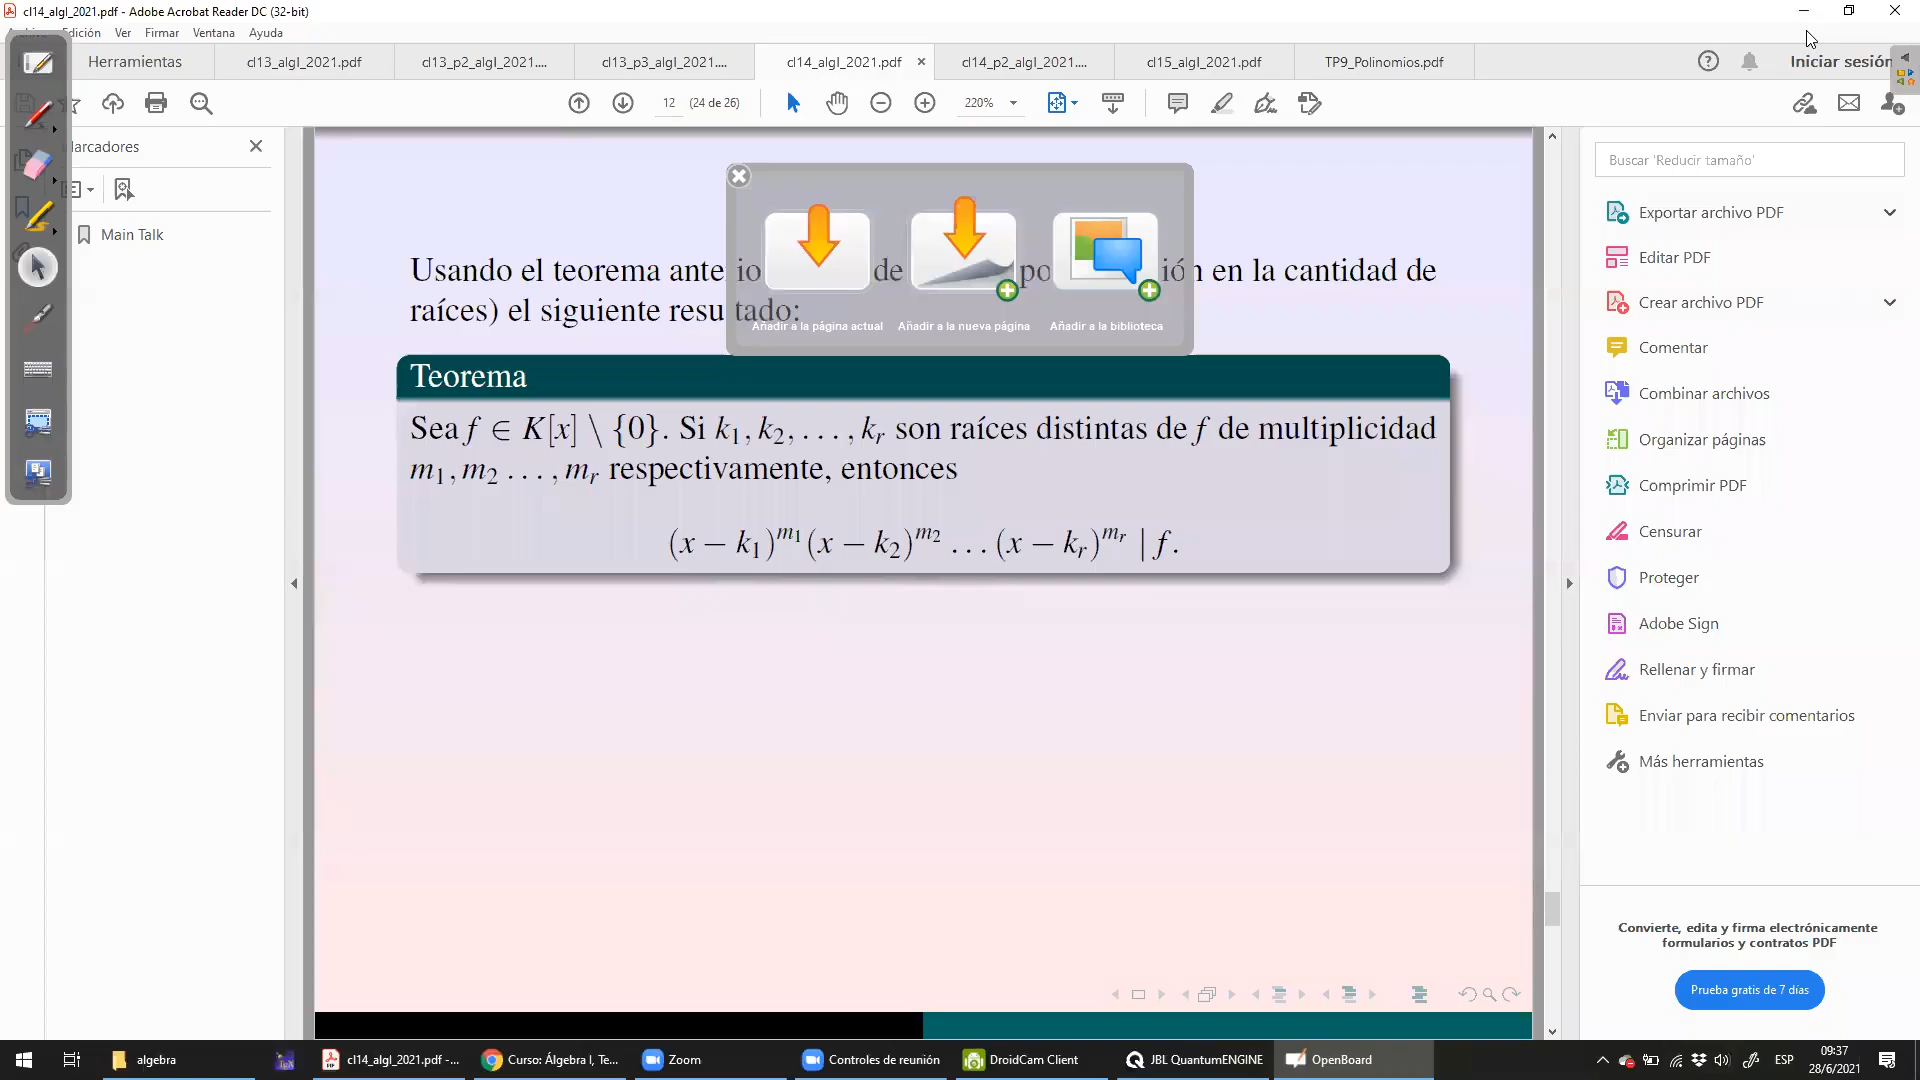 cl14_algI_2021.pdf - Adobe Acrobat Reader DC (32-bit)
Edición Ver Firmar Ventana Ayuda
Herramientas cl13_algI_2021.pdf cl13_p2_algI_2021.... cl13_p3_algI_2021.... cl14_algI_2021.pdf cl14_p2_algI_2021.... cl15_algI_2021.pdf TP9_Polinomios.pdf Iniciar sesión
12 (24 de 26) 220%
Marcadores
Main Talk
Usando el teorema anterio de po ión en la cantidad de
raíces) el siguiente resultado:
Añadir a la página actual Añadir a la nueva página Añadir a la biblioteca
Teorema
Sea f ∈ K[x] \ {0}. Si k₁, k₂, . . . , kᵣ son raíces distintas de f de multiplicidad
m₁, m₂ . . . , mᵣ respectivamente, entonces
(x − k₁)^{m₁}(x − k₂)^{m₂} . . . (x − kᵣ)^{mᵣ} | f.
Buscar 'Reducir tamaño'
Exportar archivo PDF
Editar PDF
Crear archivo PDF
Comentar
Combinar archivos
Organizar páginas
Comprimir PDF
Censurar
Proteger
Adobe Sign
Rellenar y firmar
Enviar para recibir comentarios
Más herramientas
Convierte, edita y firma electrónicamente
formularios y contratos PDF
Prueba gratis de 7 días
algebra cl14_algI_2021.pdf -... Curso: Álgebra I, Te... Zoom Controles de reunión DroidCam Client JBL QuantumENGINE OpenBoard ESP 09:37
28/6/2021